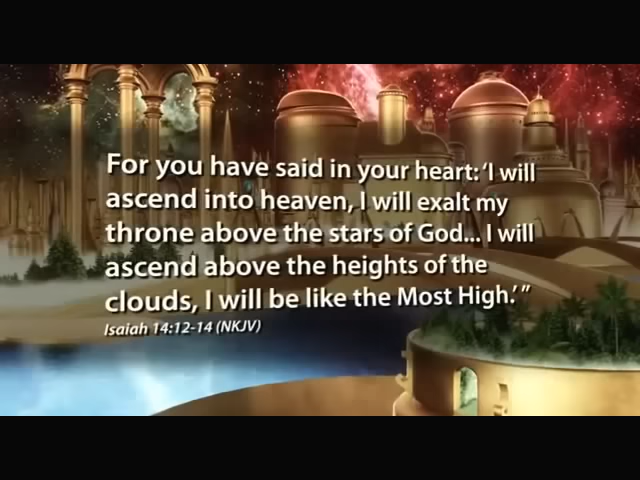 For you have said in your heart: ‘I will
ascend into heaven, I will exalt my
throne above the stars of God... I will
ascend above the heights of the
clouds, I will be like the Most High.’”
Isaiah 14:12-14 (NKJV)